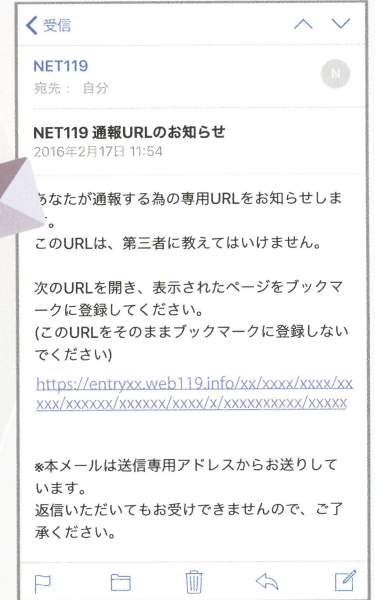 受信
NET119
N
宛先： 自分
NET119 通報URLのお知らせ
2016年2月17日 11:54
あなたが通報する為の専用URLをお知らせしま
。
このURLは、第三者に教えてはいけません。
次のURLを開き、表示されたページをブックマ
ークに登録してください。
(このURLをそのままブックマークに登録しない
でください)
https://entryxx.web119.info/xx/xxxx/xxxx/xx
xxx/xxxxxx/xxxxxx/xxxx/x/xxxxxxxxxx/xxxxx
※本メールは送信専用アドレスからお送りして
います。
返信いただいてもお受けできませんので、ご了
承ください。